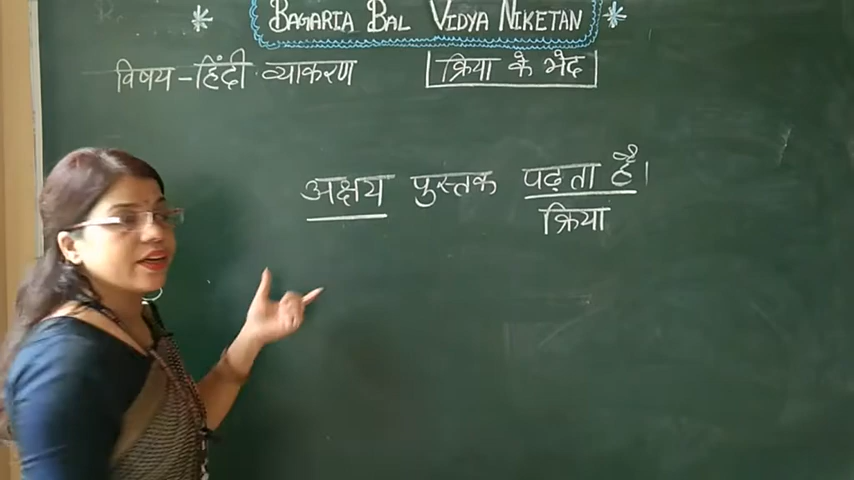 BAGARIA BAL VIDYA NIKETAN
विषय - हिंदी व्याकरण क्रिया के भेद
अक्षय पुस्तक पढ़ता है।
क्रिया